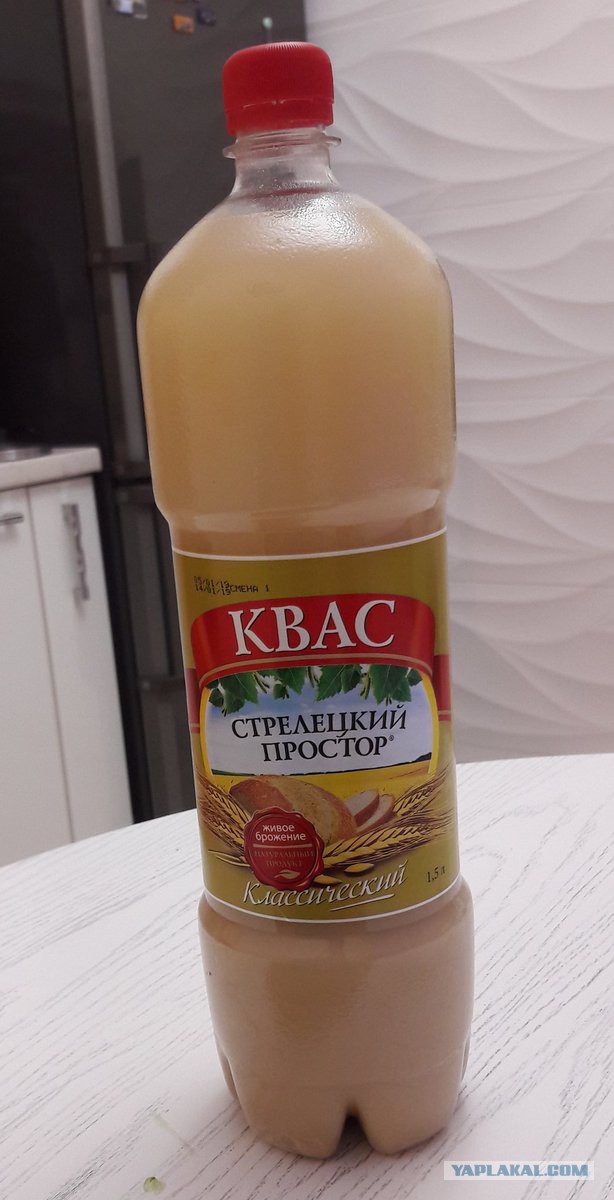 СМЕНА 1
КВАС
СТРЕЛЕЦКИЙ
ПРОСТОР®
живое
брожение
НАТУРАЛЬНЫЙ
ПРОДУКТ
Классический
1,5 л
YAPLAKAL.COM